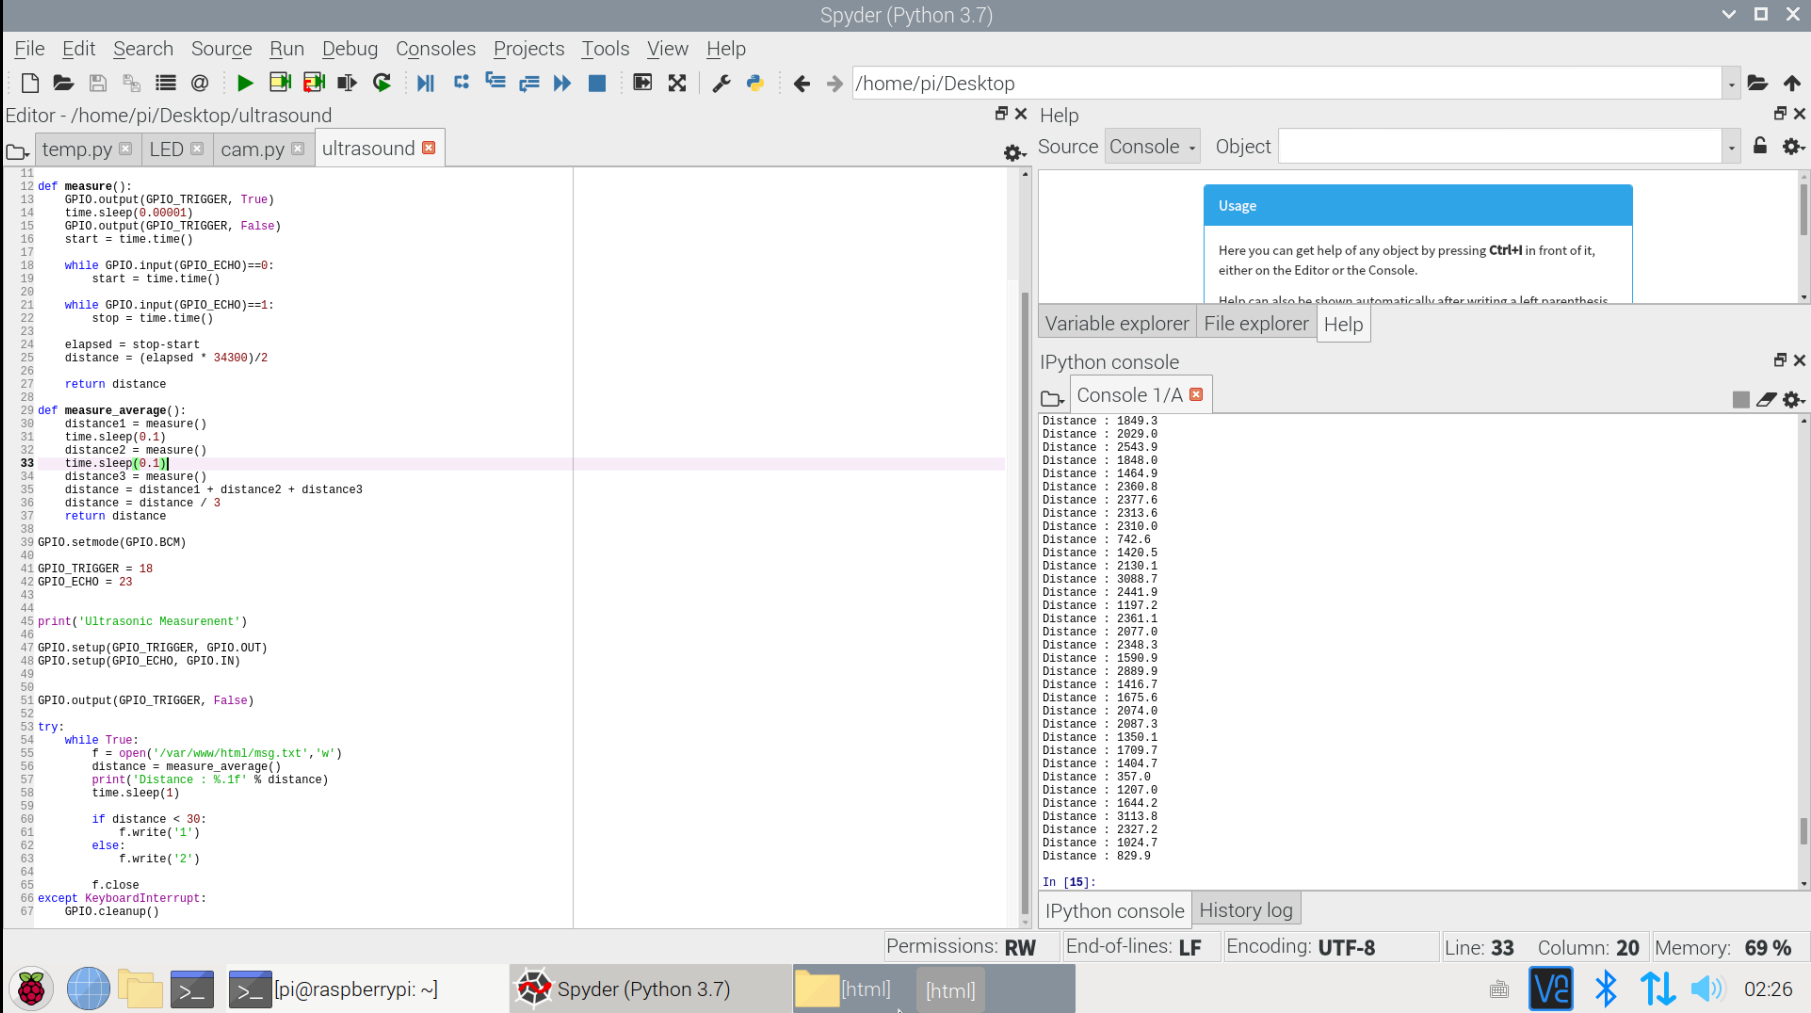 Spyder (Python 3.7)
File Edit Search Source Run Debug Consoles Projects Tools View Help
/home/pi/Desktop
Editor - /home/pi/Desktop/ultrasound
temp.py LED cam.py ultrasound
11
12 def measure():
13 GPIO.output(GPIO_TRIGGER, True)
14 time.sleep(0.00001)
15 GPIO.output(GPIO_TRIGGER, False)
16 start = time.time()
17
18 while GPIO.input(GPIO_ECHO)==0:
19 start = time.time()
20
21 while GPIO.input(GPIO_ECHO)==1:
22 stop = time.time()
23
24 elapsed = stop-start
25 distance = (elapsed * 34300)/2
26
27 return distance
28
29 def measure_average():
30 distance1 = measure()
31 time.sleep(0.1)
32 distance2 = measure()
33 time.sleep(0.1)
34 distance3 = measure()
35 distance = distance1 + distance2 + distance3
36 distance = distance / 3
37 return distance
38
39 GPIO.setmode(GPIO.BCM)
40
41 GPIO_TRIGGER = 18
42 GPIO_ECHO = 23
43
44
45 print('Ultrasonic Measurenent')
46
47 GPIO.setup(GPIO_TRIGGER, GPIO.OUT)
48 GPIO.setup(GPIO_ECHO, GPIO.IN)
49
50
51 GPIO.output(GPIO_TRIGGER, False)
52
53 try:
54 while True:
55 f = open('/var/www/html/msg.txt','w')
56 distance = measure_average()
57 print('Distance : %.1f' % distance)
58 time.sleep(1)
59
60 if distance < 30:
61 f.write('1')
62 else:
63 f.write('2')
64
65 f.close
66 except KeyboardInterrupt:
67 GPIO.cleanup()
Help
Source Console Object
Usage
Here you can get help of any object by pressing Ctrl+I in front of it,
either on the Editor or the Console.
Help can also be shown automatically after writing a left parenthesis
Variable explorer File explorer Help
IPython console
Console 1/A
Distance : 1849.3
Distance : 2029.0
Distance : 2543.9
Distance : 1848.0
Distance : 1464.9
Distance : 2360.8
Distance : 2377.6
Distance : 2313.6
Distance : 2310.0
Distance : 742.6
Distance : 1420.5
Distance : 2130.1
Distance : 3088.7
Distance : 2441.9
Distance : 1197.2
Distance : 2361.1
Distance : 2077.0
Distance : 2348.3
Distance : 1590.9
Distance : 2889.9
Distance : 1416.7
Distance : 1675.6
Distance : 2074.0
Distance : 2087.3
Distance : 1350.1
Distance : 1709.7
Distance : 1404.7
Distance : 357.0
Distance : 1207.0
Distance : 1644.2
Distance : 3113.8
Distance : 2327.2
Distance : 1024.7
Distance : 829.9
In [15]:
IPython console History log
Permissions: RW End-of-lines: LF Encoding: UTF-8 Line: 33 Column: 20 Memory: 69 %
[pi@raspberrypi: ~] Spyder (Python 3.7) [html] [html] 02:26